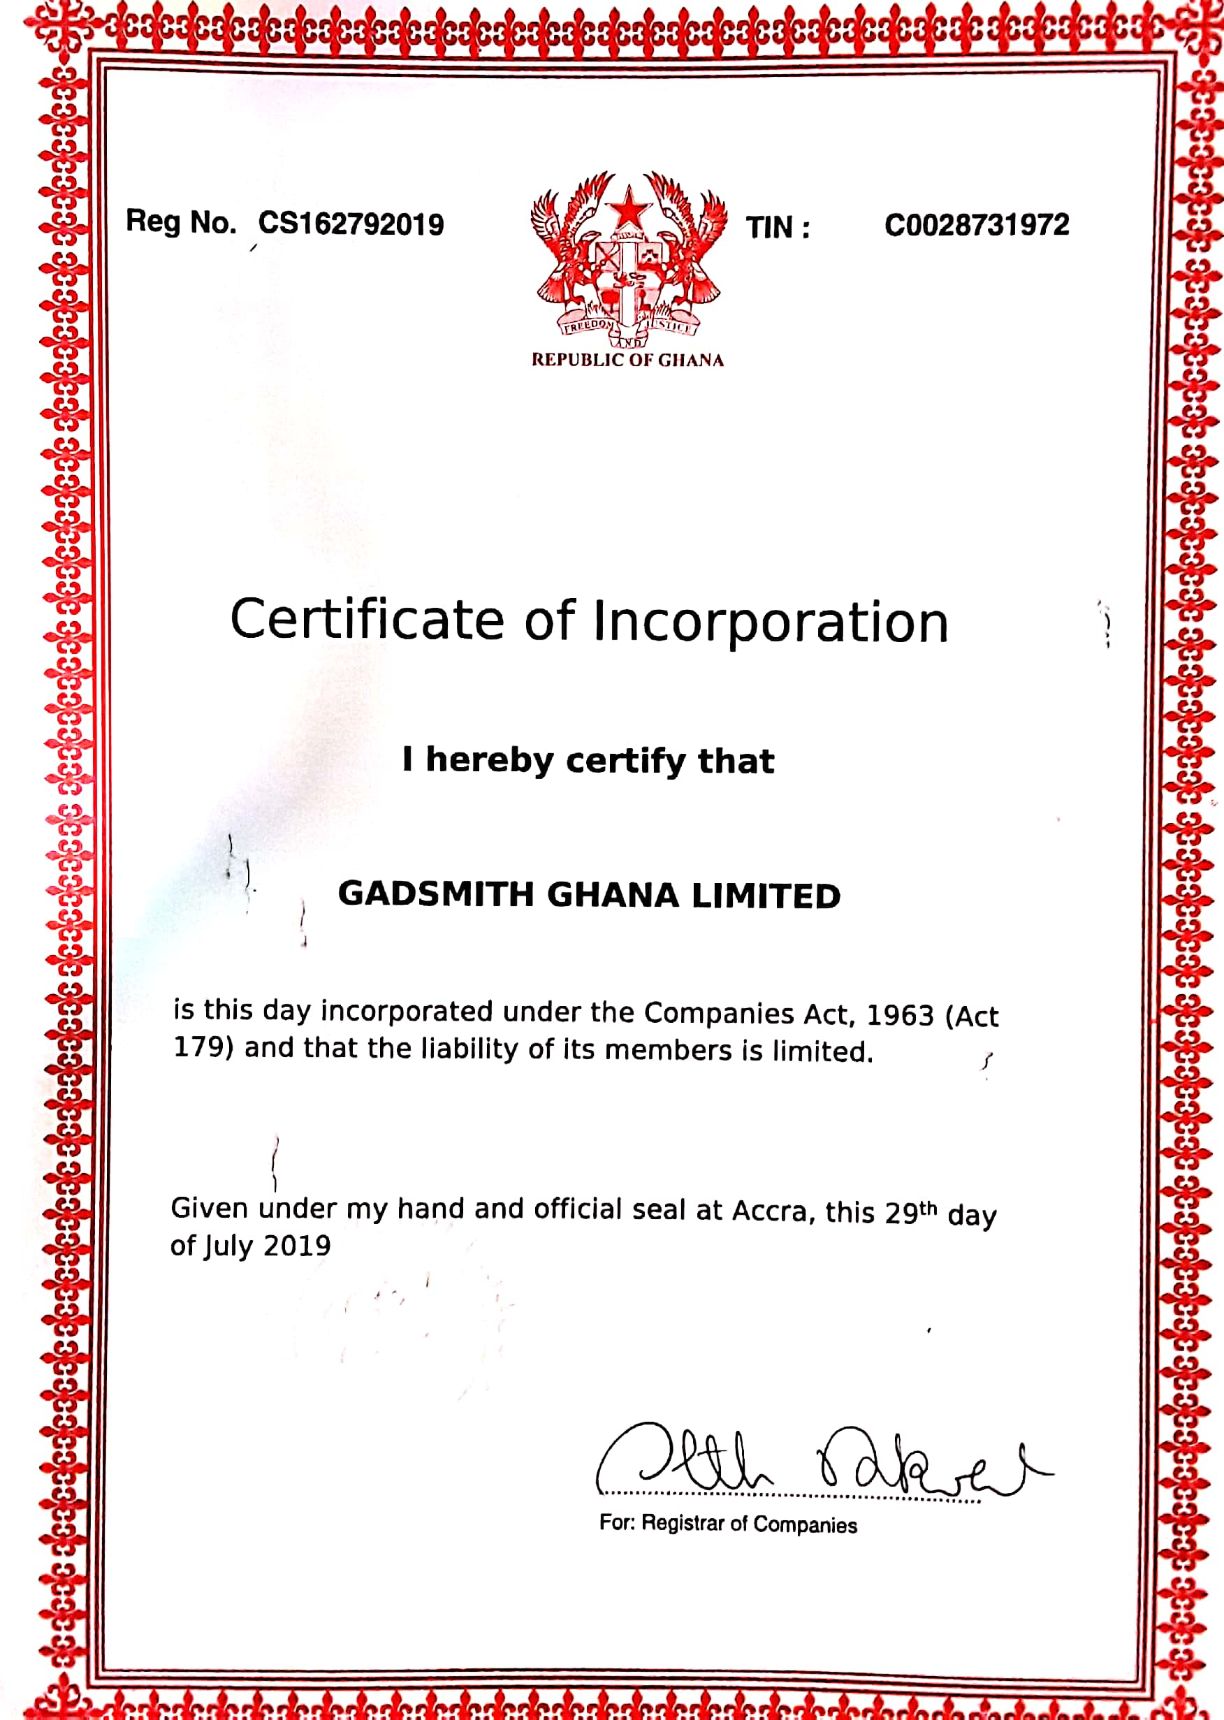 Reg No. CS162792019
TIN : C0028731972
FREEDOM AND JUSTICE
REPUBLIC OF GHANA
Certificate of Incorporation
I hereby certify that
GADSMITH GHANA LIMITED
is this day incorporated under the Companies Act, 1963 (Act
179) and that the liability of its members is limited.
Given under my hand and official seal at Accra, this 29th day
of July 2019
For: Registrar of Companies